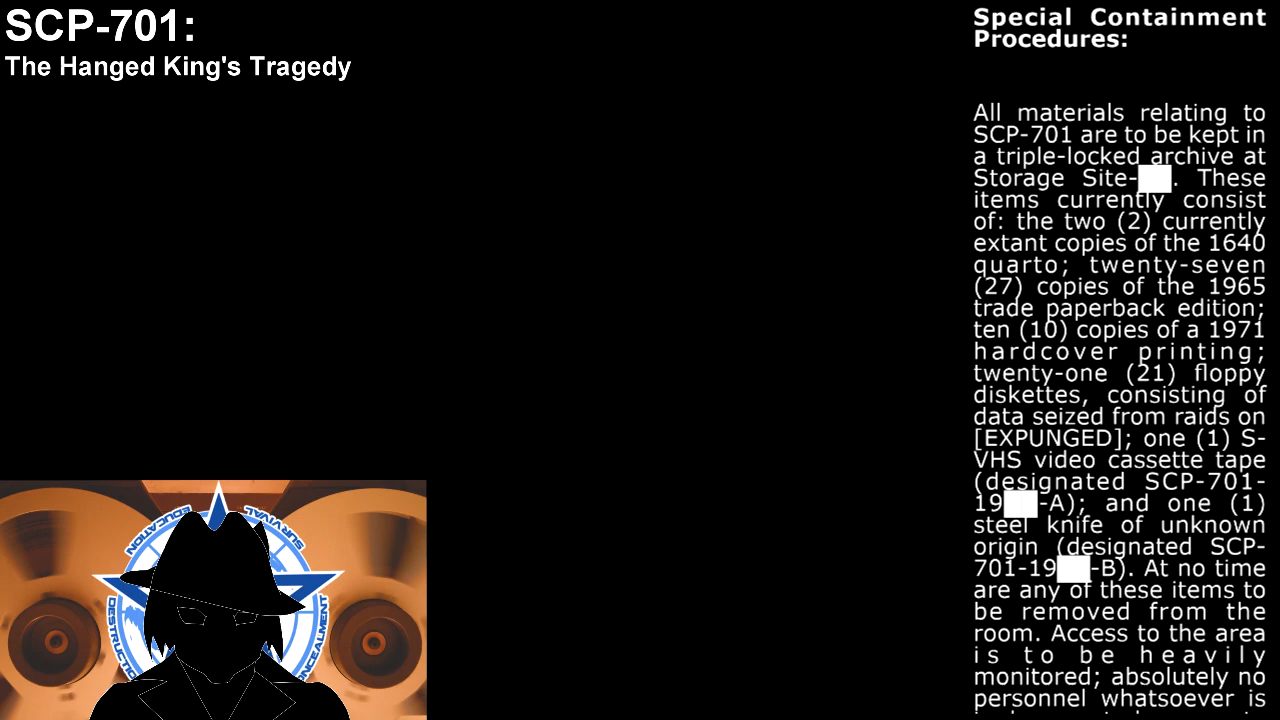 SCP-701:
The Hanged King's Tragedy
Special Containment
Procedures:
All materials relating to
SCP-701 are to be kept in
a triple-locked archive at
Storage Site-██. These
items currently consist
of: the two (2) currently
extant copies of the 1640
quarto; twenty-seven
(27) copies of the 1965
trade paperback edition;
ten (10) copies of a 1971
hardcover printing;
twenty-one (21) floppy
diskettes, consisting of
data seized from raids on
[EXPUNGED]; one (1) S-
VHS video cassette tape
(designated SCP-701-
19██-A); and one (1)
steel knife of unknown
origin (designated SCP-
701-19██-B). At no time
are any of these items to
be removed from the
room. Access to the area
is to be heavily
monitored; absolutely no
personnel whatsoever is
EDUCATION
SURVIVAL